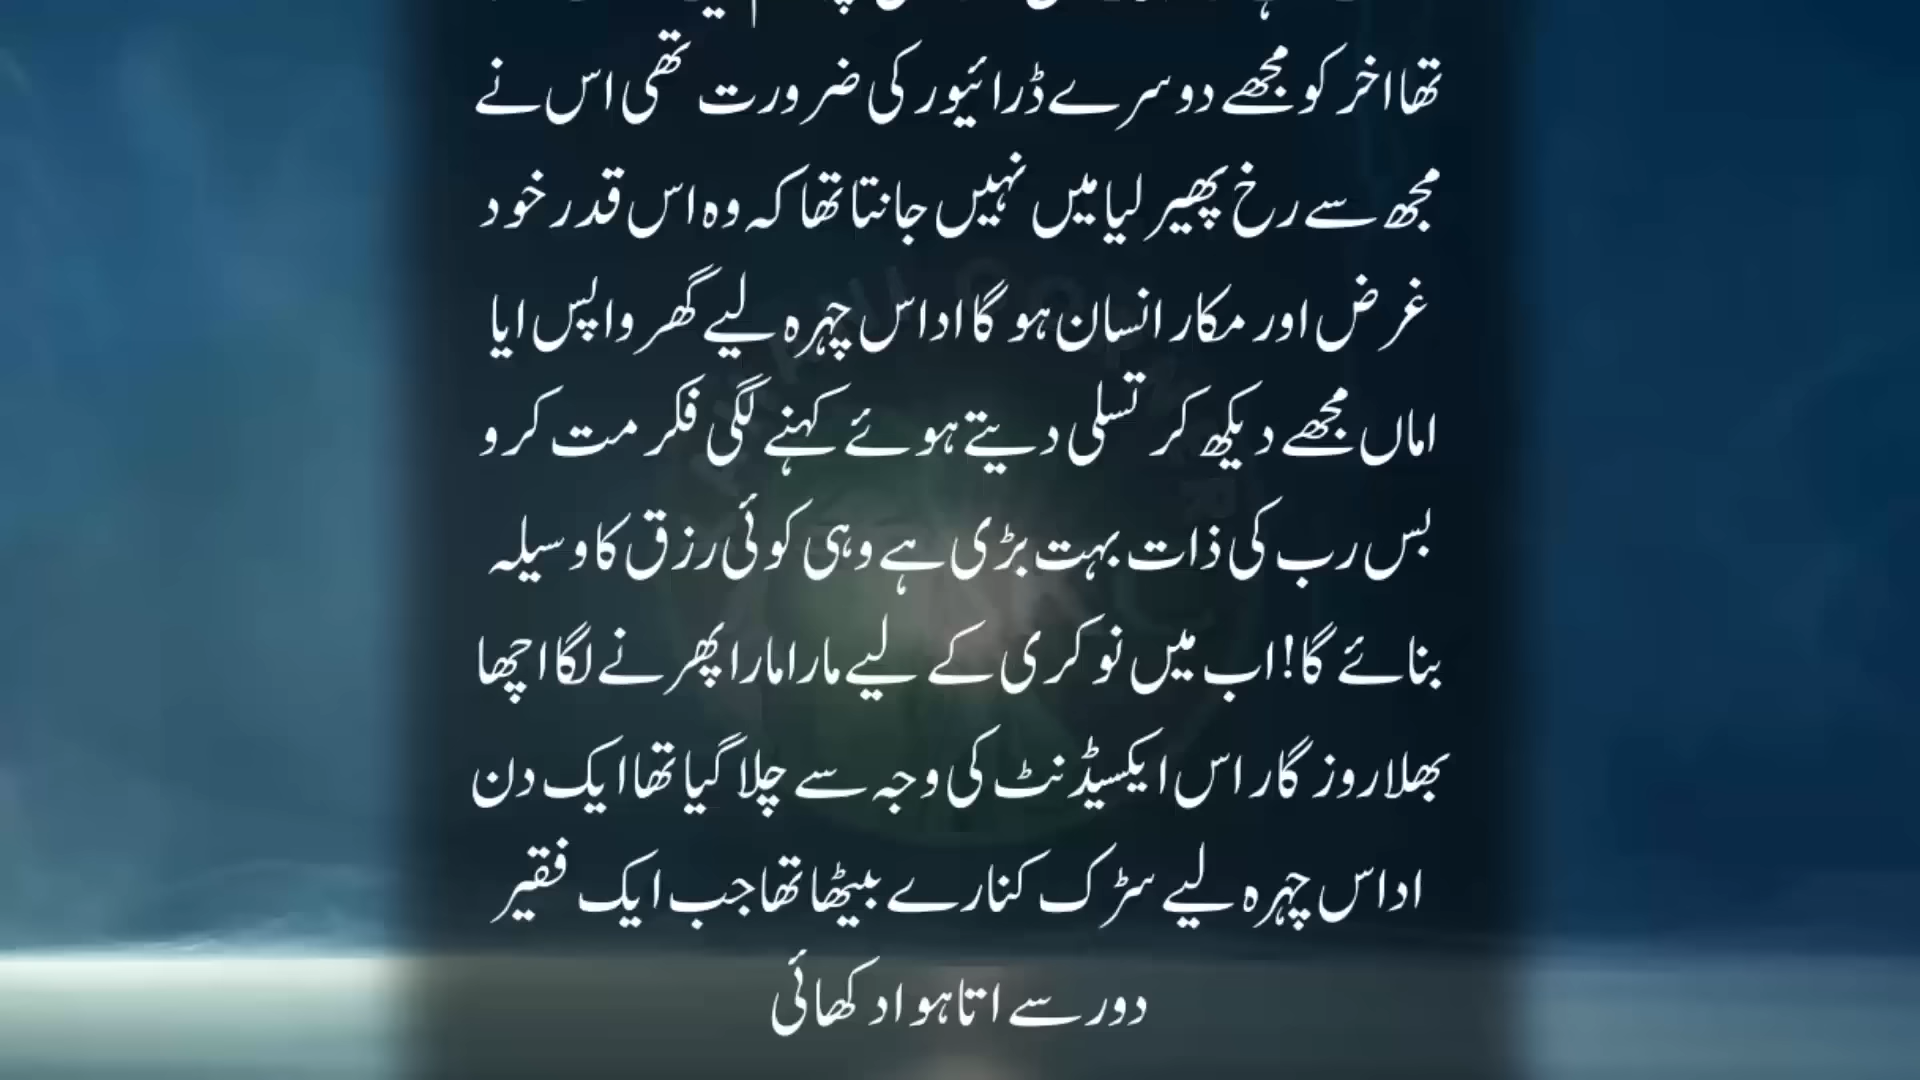 تھا اخر کو مجھے دوسرے ڈرائیور کی ضرورت تھی اس نے
مجھ سے رخ پھیر لیا میں نہیں جانتا تھا کہ وہ اس قدر خود
غرض اور مکار انسان ہو گا اداس چہرہ لیے گھر واپس ایا
اماں مجھے دیکھ کر تسلی دیتے ہوئے کہنے لگی فکر مت کرو
بس رب کی ذات بہت بڑی ہے وہی کوئی رزق کا وسیلہ
بنائے گا! اب میں نوکری کے لیے مارا مارا پھرنے لگا اچھا
بھلا روزگار اس ایکسیڈنٹ کی وجہ سے چلا گیا تھا ایک دن
اداس چہرہ لیے سڑک کنارے بیٹھا تھا جب ایک فقیر
دور سے اتا ہوا دکھائی